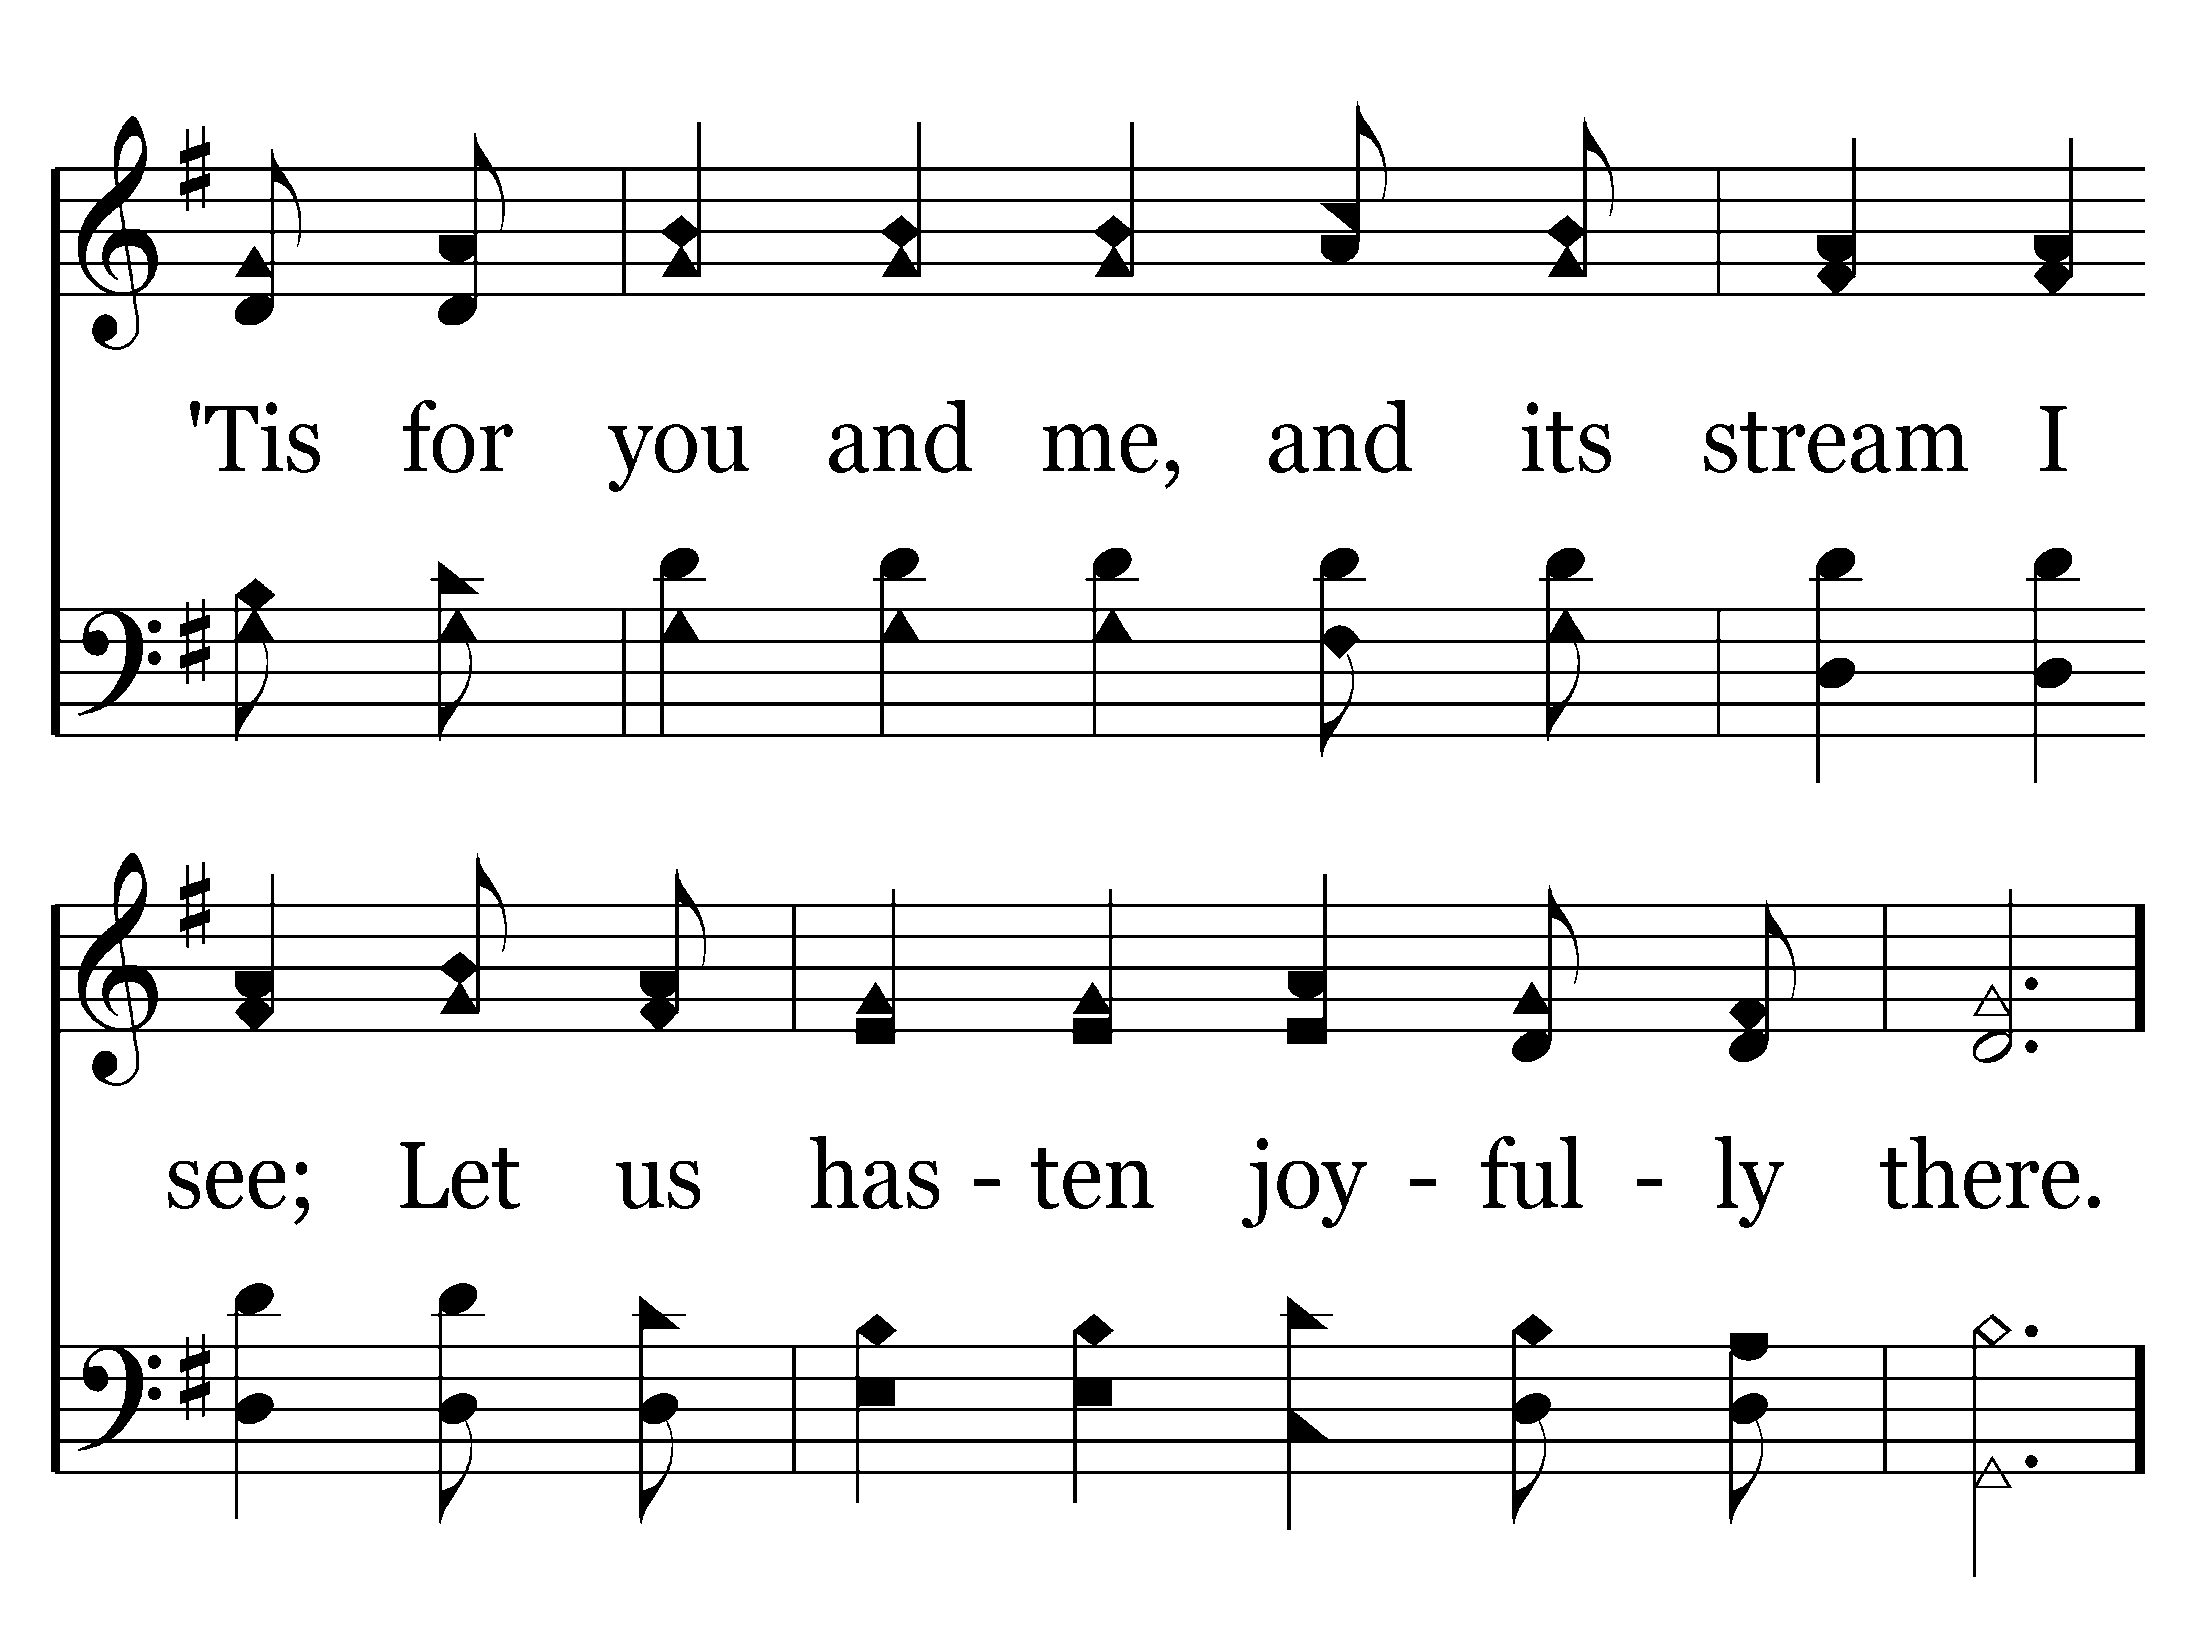 'Tis for you and me, and its stream I
see; Let us has - ten joy - ful - ly there.